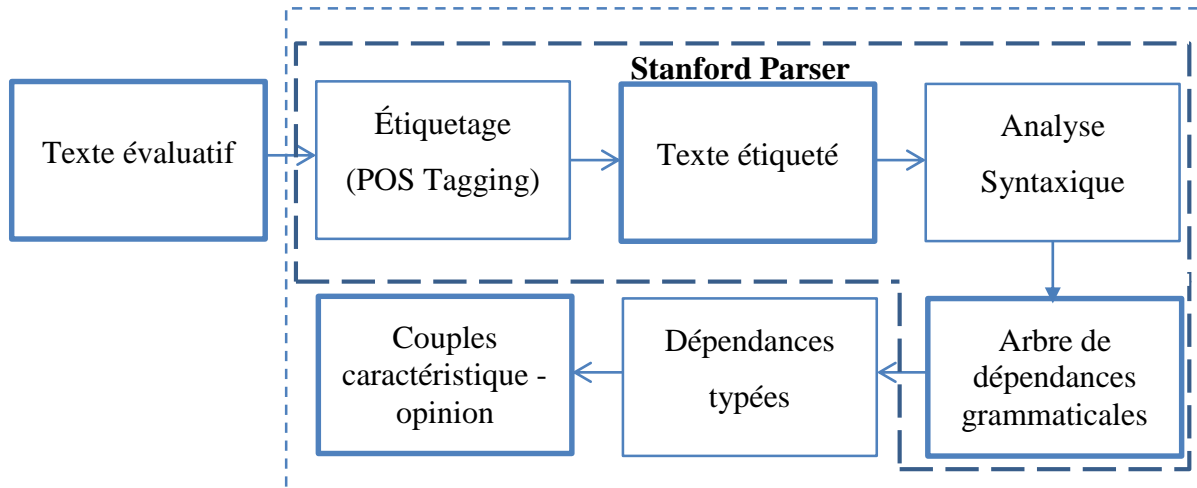 Stanford Parser
Texte évaluatif
Étiquetage
(POS Tagging)
Texte étiqueté
Analyse
Syntaxique
Couples
caractéristique -
opinion
Dépendances
typées
Arbre de
dépendances
grammaticales